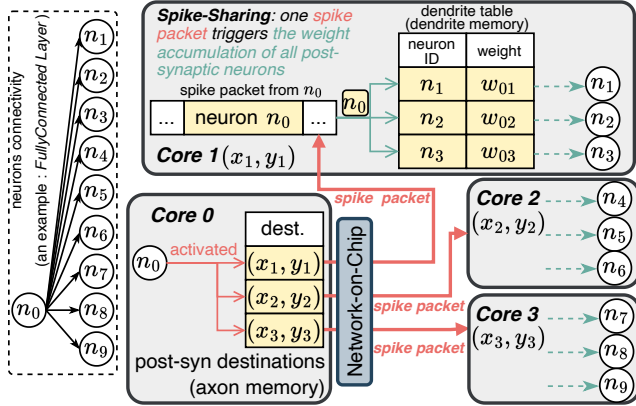 neurons connectivity
(an example : FullyConnected Layer)
n0
n1
n2
n3
n4
n5
n6
n7
n8
n9
Spike-Sharing: one spike
packet triggers the weight
accumulation of all post-
synaptic neurons
spike packet from n0
...
neuron n0
...
n0
dendrite table
(dendrite memory)
neuron
ID
weight
n1
w01
n1
n2
w02
n2
n3
w03
n3
Core 1 (x1, y1)
spike packet
Core 0
n0
activated
dest.
(x1, y1)
(x2, y2)
(x3, y3)
post-syn destinations
(axon memory)
Network-on-Chip
spike packet
spike packet
Core 2
(x2, y2)
n4
n5
n6
Core 3
(x3, y3)
n7
n8
n9